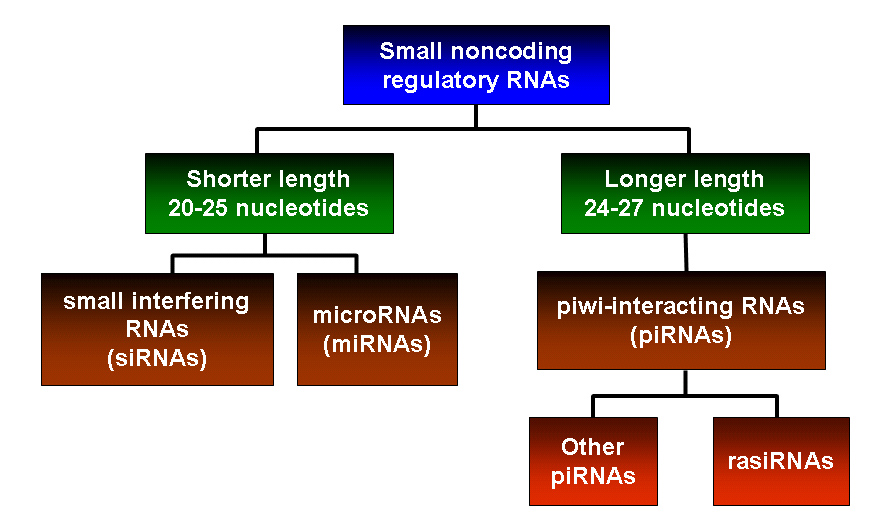 Small noncoding
regulatory RNAs
Shorter length
20-25 nucleotides
Longer length
24-27 nucleotides
small interfering
RNAs
(siRNAs)
microRNAs
(miRNAs)
piwi-interacting RNAs
(piRNAs)
Other
piRNAs
rasiRNAs